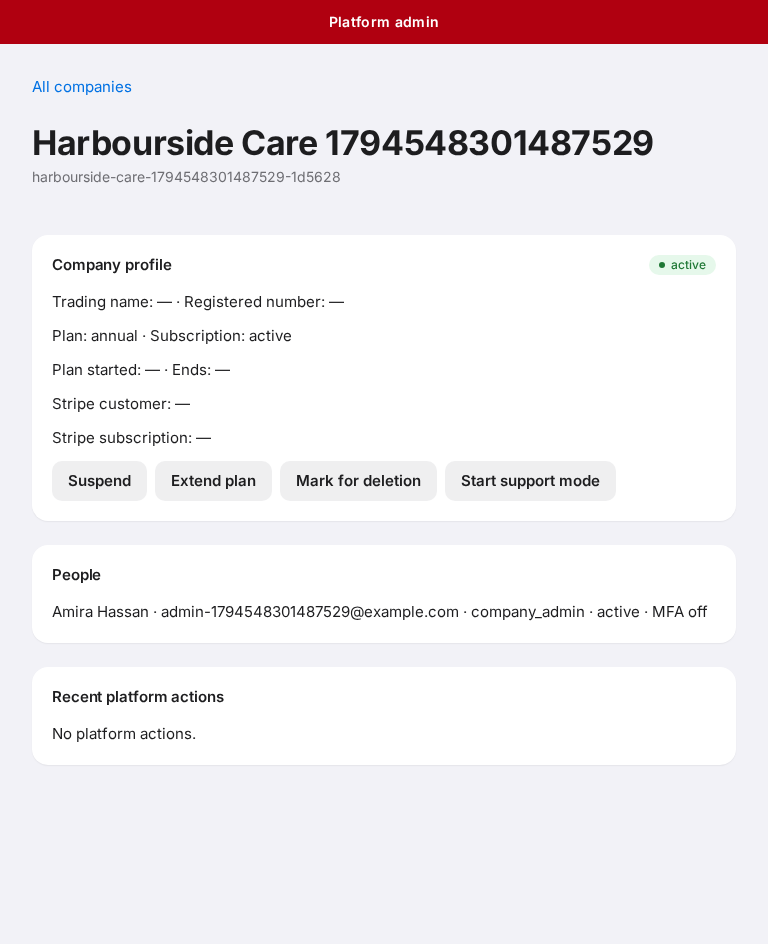 Platform admin
All companies
Harbourside Care 1794548301487529
harbourside-care-1794548301487529-1d5628
Company profile
active
Trading name: — · Registered number: —
Plan: annual · Subscription: active
Plan started: — · Ends: —
Stripe customer: —
Stripe subscription: —
Suspend Extend plan Mark for deletion Start support mode
People
Amira Hassan · admin-1794548301487529@example.com · company_admin · active · MFA off
Recent platform actions
No platform actions.